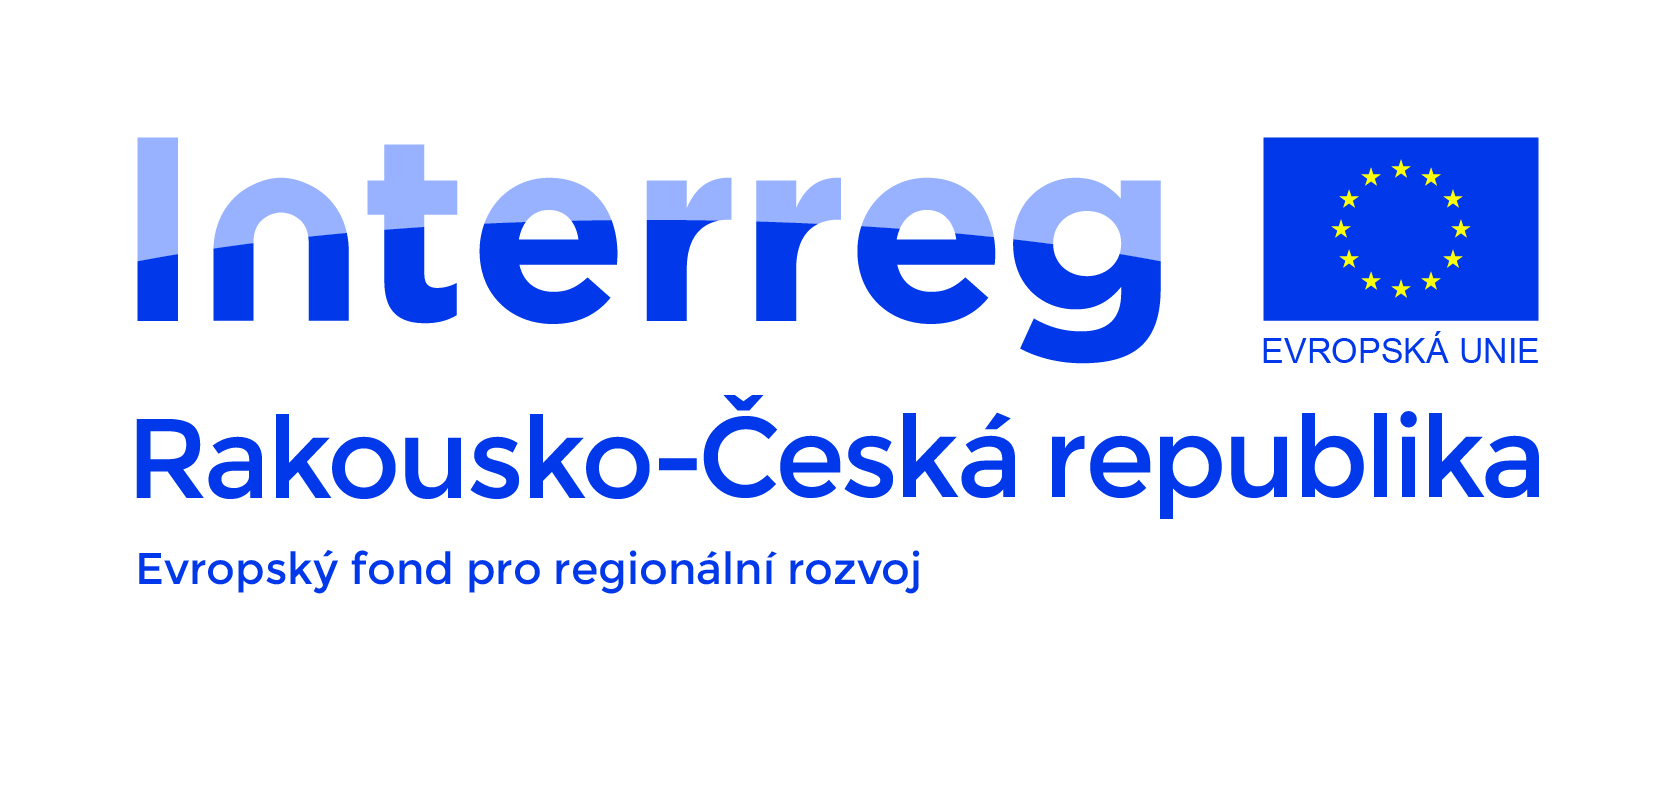 Interreg
EVROPSKÁ UNIE
Rakousko-Česká republika
Evropský fond pro regionální rozvoj